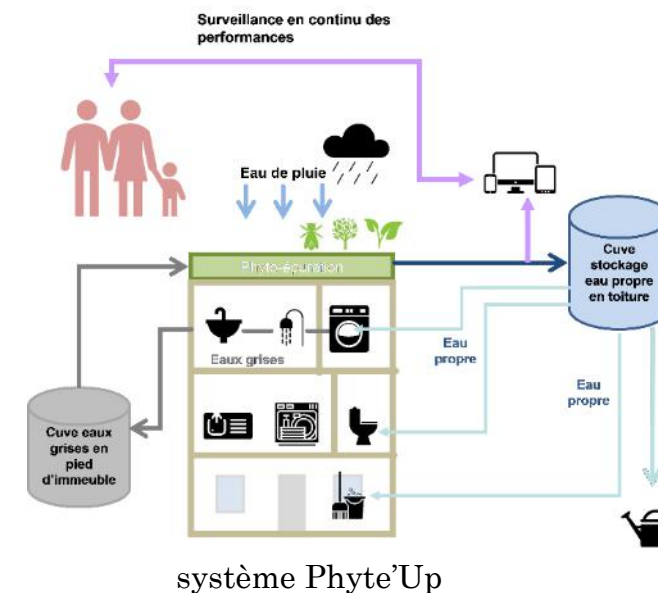 Surveillance en continu des
performances
Eau de pluie
Phyto-épuration
Cuve
stockage
eau propre
en toiture
Eaux grises
Eau
propre
Eau
propre
Cuve eaux
grises en
pied
d'immeuble
système Phyte'Up